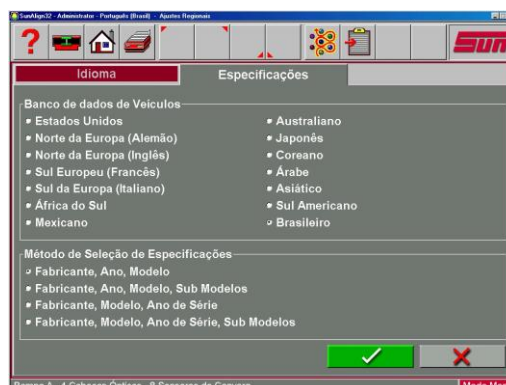 SunAlign32 - Administrator - Português (Brasil) - Ajustes Regionais
?
Sun
Idioma
Especificações
Banco de dados de Veículos
Estados Unidos
Norte da Europa (Alemão)
Norte da Europa (Inglês)
Sul Europeu (Francês)
Sul da Europa (Italiano)
África do Sul
Mexicano
Australiano
Japonês
Coreano
Árabe
Asiático
Sul Americano
Brasileiro
Método de Seleção de Especificações
Fabricante, Ano, Modelo
Fabricante, Ano, Modelo, Sub Modelos
Fabricante, Modelo, Ano de Série
Fabricante, Modelo, Ano de Série, Sub Modelos